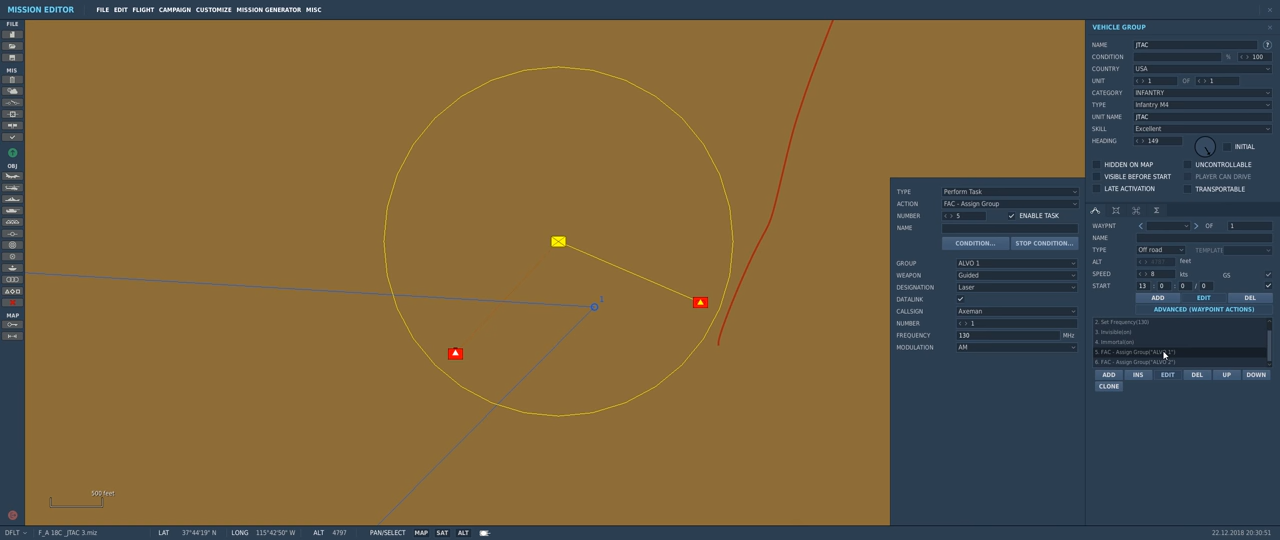 MISSION EDITOR FILE EDIT FLIGHT CAMPAIGN CUSTOMIZE MISSION GENERATOR MISC
FILE
MIS
OBJ
MAP
1
500 feet
TYPE Perform Task
ACTION FAC - Assign Group
NUMBER < > 5 ENABLE TASK
NAME
CONDITION... STOP CONDITION...
GROUP ALVO 1
WEAPON Guided
DESIGNATION Laser
DATALINK
CALLSIGN Axeman
NUMBER < > 1
FREQUENCY 130 MHz
MODULATION AM
VEHICLE GROUP
NAME JTAC ?
CONDITION % < > 100
COUNTRY USA
UNIT < > 1 OF < > 1
CATEGORY INFANTRY
TYPE Infantry M4
UNIT NAME JTAC
SKILL Excellent
HEADING < > 149 INITIAL
HIDDEN ON MAP UNCONTROLLABLE
VISIBLE BEFORE START PLAYER CAN DRIVE
LATE ACTIVATION TRANSPORTABLE
WAYPNT < > OF 1
NAME
TYPE Off road TEMPLATE
ALT < > 4797 feet
SPEED < > 8 kts GS
START 13 : 0 : 0 / 0
ADD EDIT DEL
ADVANCED (WAYPOINT ACTIONS)
2. Set Frequency(130)
3. Invisible(on)
4. Immortal(on)
5. FAC - Assign Group("ALVO 1")
6. FAC - Assign Group("ALVO 2")
ADD INS EDIT DEL UP DOWN
CLONE
DFLT F_A 18C _JTAC 3.miz LAT 37°44'19" N LONG 115°42'50" W ALT 4797 PAN/SELECT MAP SAT ALT 22.12.2018 20:30:51